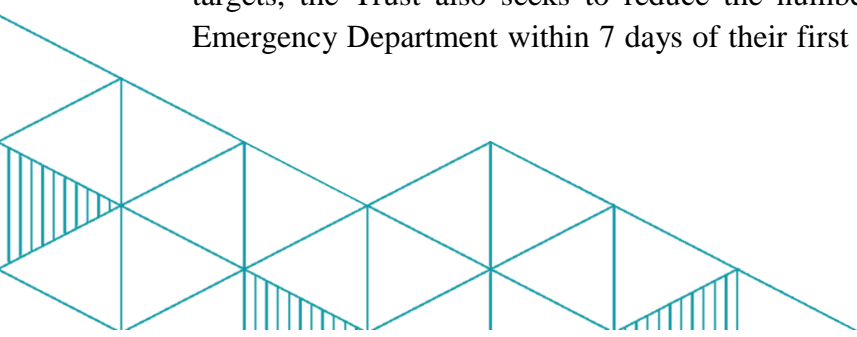 targets, the Trust also seeks to reduce the numbe
Emergency Department within 7 days of their first